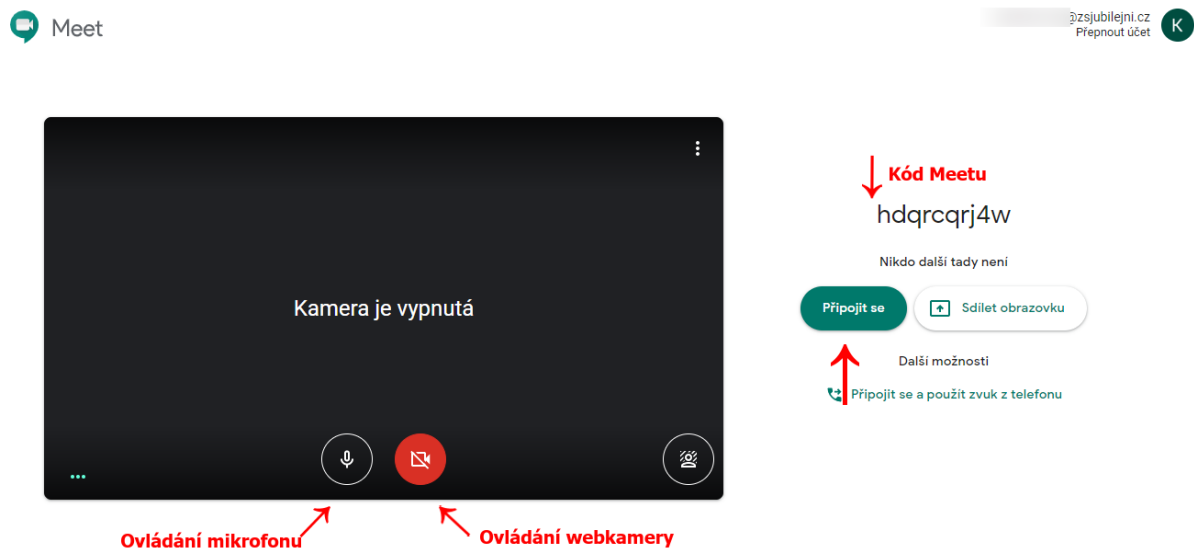 Meet
@zsjubilejni.cz
Přepnout účet
K
Kód Meetu
hdqrcqrj4w
Nikdo další tady není
Kamera je vypnutá
Připojit se
Sdílet obrazovku
Další možnosti
Připojit se a použít zvuk z telefonu
Ovládání mikrofonu
Ovládání webkamery